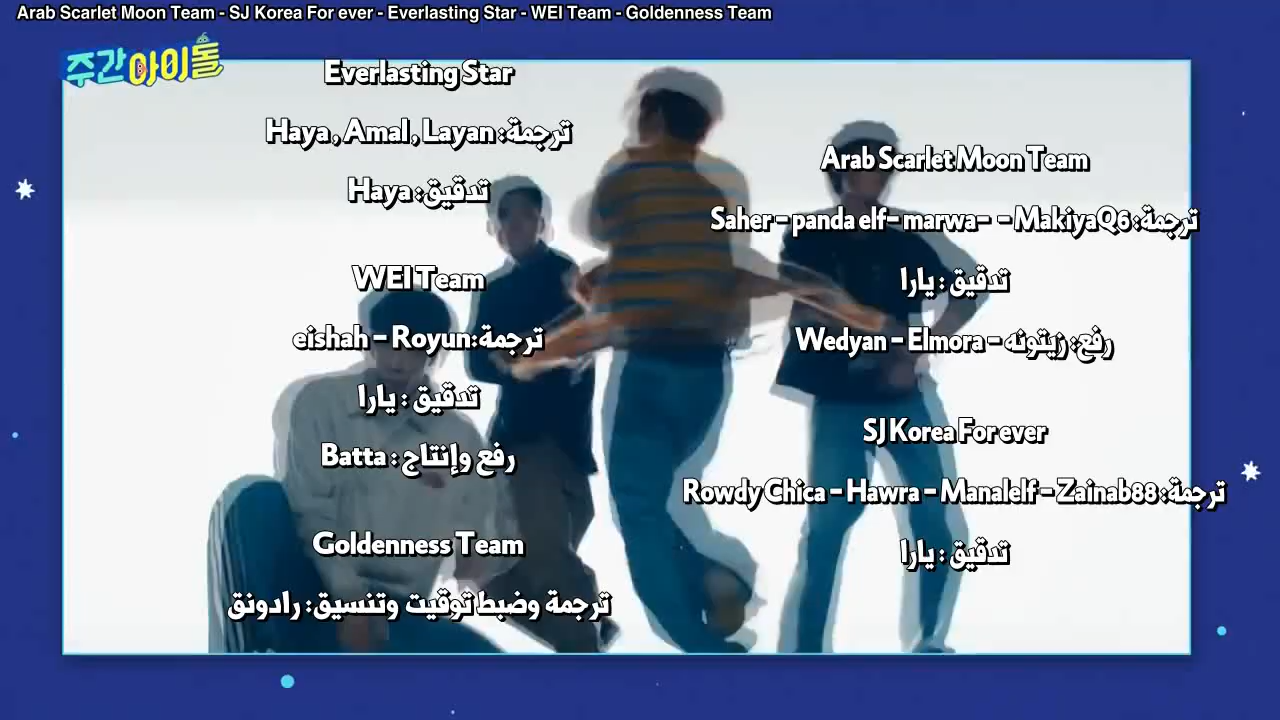 Arab Scarlet Moon Team - SJ Korea For ever - Everlasting Star - WEI Team - Goldenness Team
주간아이돌
Everlasting Star
ترجمة: Haya , Amal , Layan
تدقيق: Haya
WEI Team
ترجمة: eishah - Royun
تدقيق : يارا
رفع وإنتاج : Batta
Goldenness Team
ترجمة وضبط توقيت وتنسيق: رادونق
Arab Scarlet Moon Team
ترجمة: Saher - panda elf- marwa- - MakiyaQ6
تدقيق : يارا
رفع: زيتونه - Wedyan - Elmora
SJ Korea For ever
ترجمة: Rowdy Chica - Hawra - Manalelf - Zainab88
تدقيق : يارا